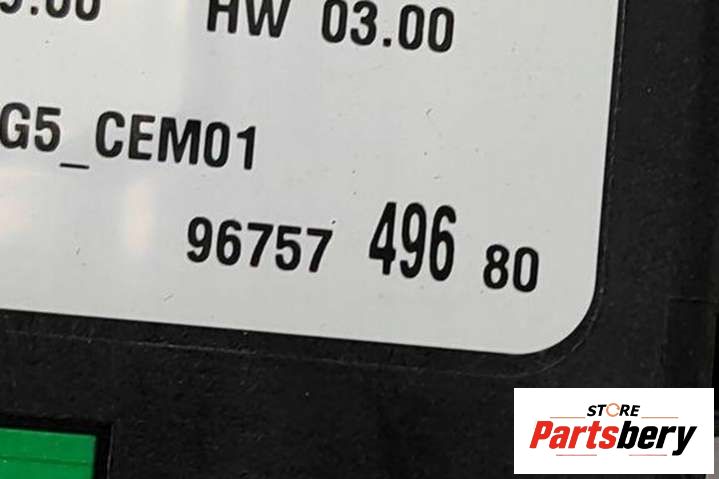 HW 03.00
G5_CEM01
96757 496 80
STORE
Partsbery